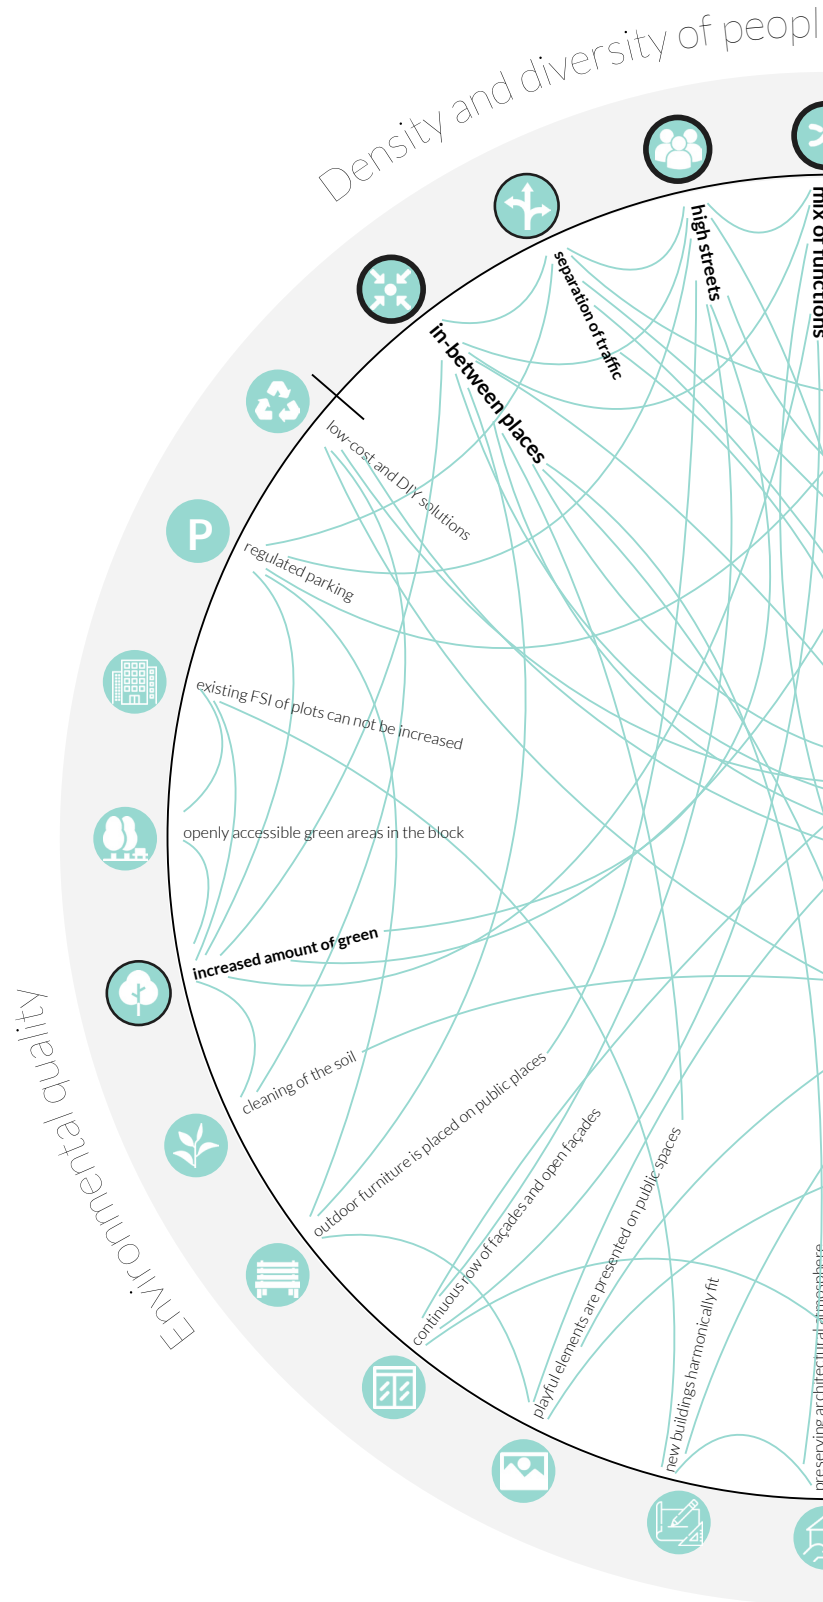 Density and diversity of peopl
mix of functions
high streets
separation of traffic
in-between places
low-cost and DIY solutions
regulated parking
P
existing FSI of plots can not be increased
openly accessible green areas in the block
increased amount of green
cleaning of the soil
outdoor furniture is placed on public places
continuous row of façades and open façades
playful elements are presented on public spaces
new buildings harmonically fit
preserving architectural atmosphere
Environmental quality